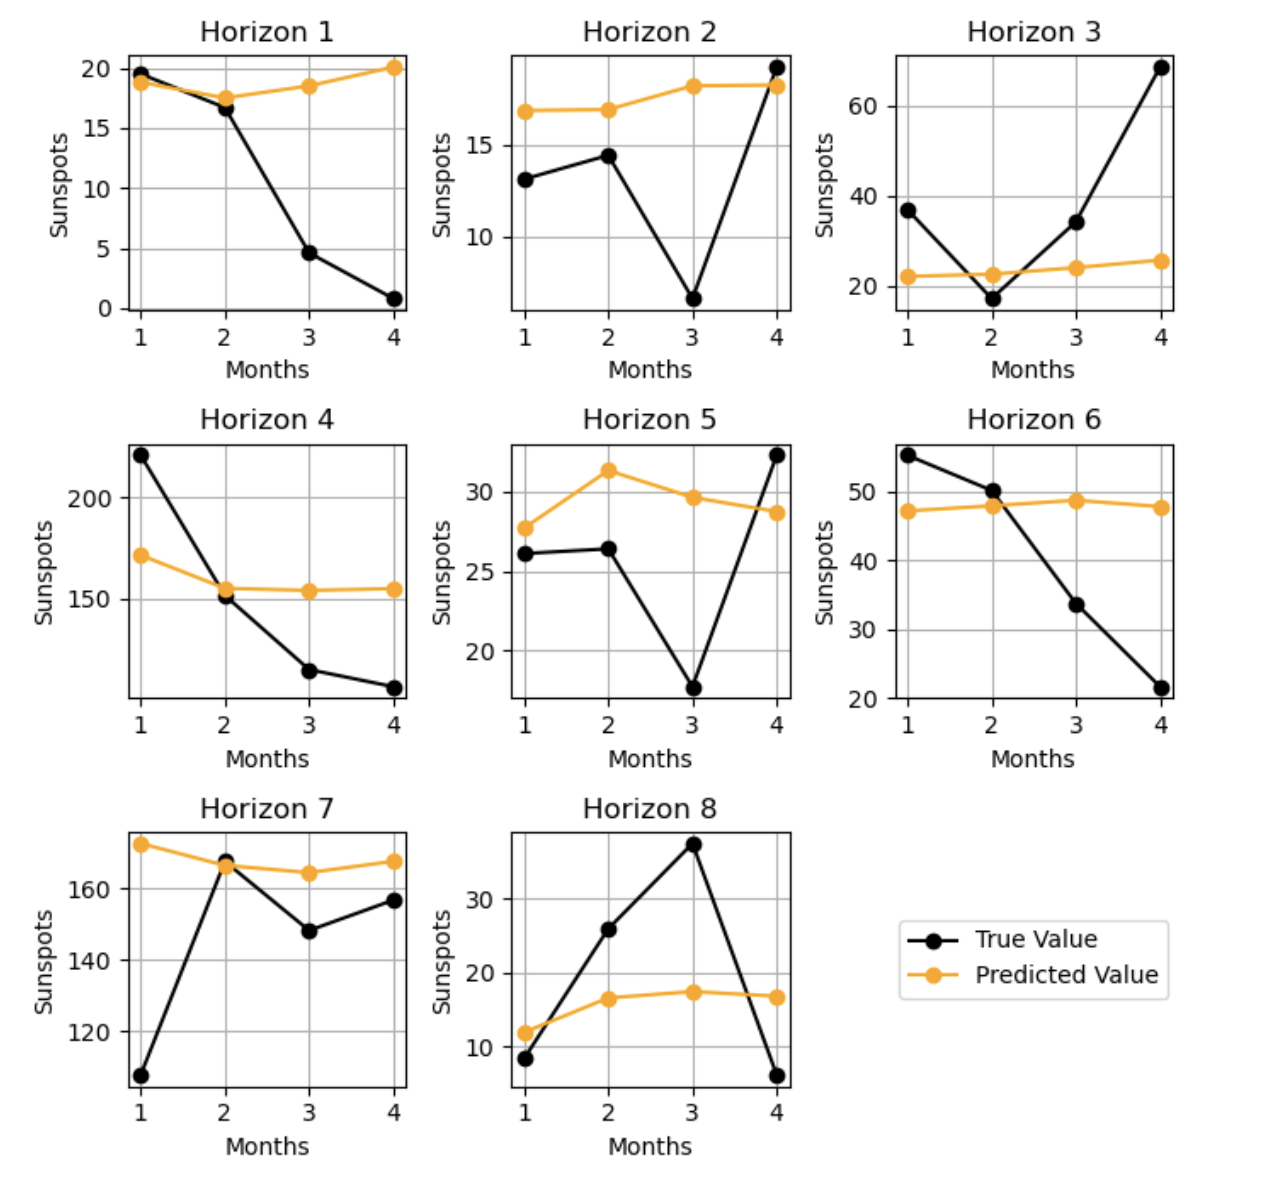 Horizon 1
Sunspots
20
15
10
5
0
1 2 3 4
Months
Horizon 2
Sunspots
15
10
1 2 3 4
Months
Horizon 3
Sunspots
60
40
20
1 2 3 4
Months
Horizon 4
Sunspots
200
150
1 2 3 4
Months
Horizon 5
Sunspots
30
25
20
1 2 3 4
Months
Horizon 6
Sunspots
50
40
30
20
1 2 3 4
Months
Horizon 7
Sunspots
160
140
120
1 2 3 4
Months
Horizon 8
Sunspots
30
20
10
1 2 3 4
Months
True Value
Predicted Value